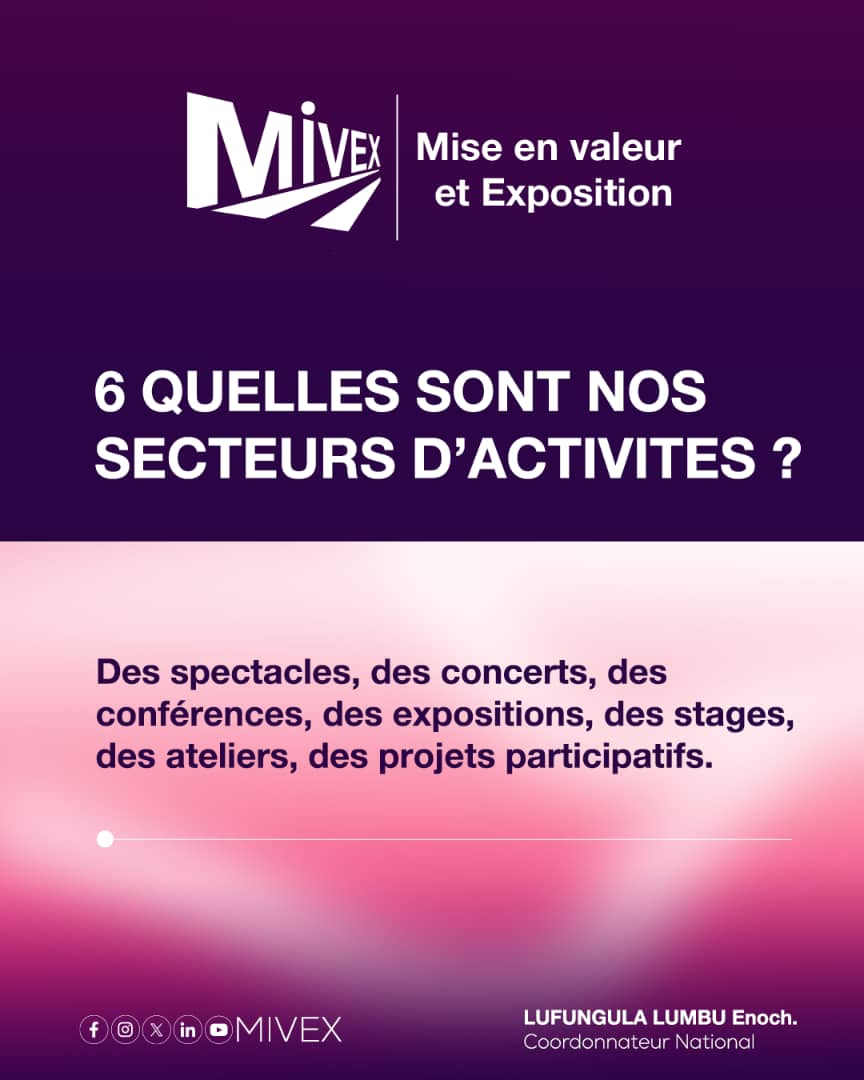 MiVEX
Mise en valeur
et Exposition
6 QUELLES SONT NOS
SECTEURS D’ACTIVITES ?
Des spectacles, des concerts, des
conférences, des expositions, des stages,
des ateliers, des projets participatifs.
MIVEX
LUFUNGULA LUMBU Enoch.
Coordonnateur National